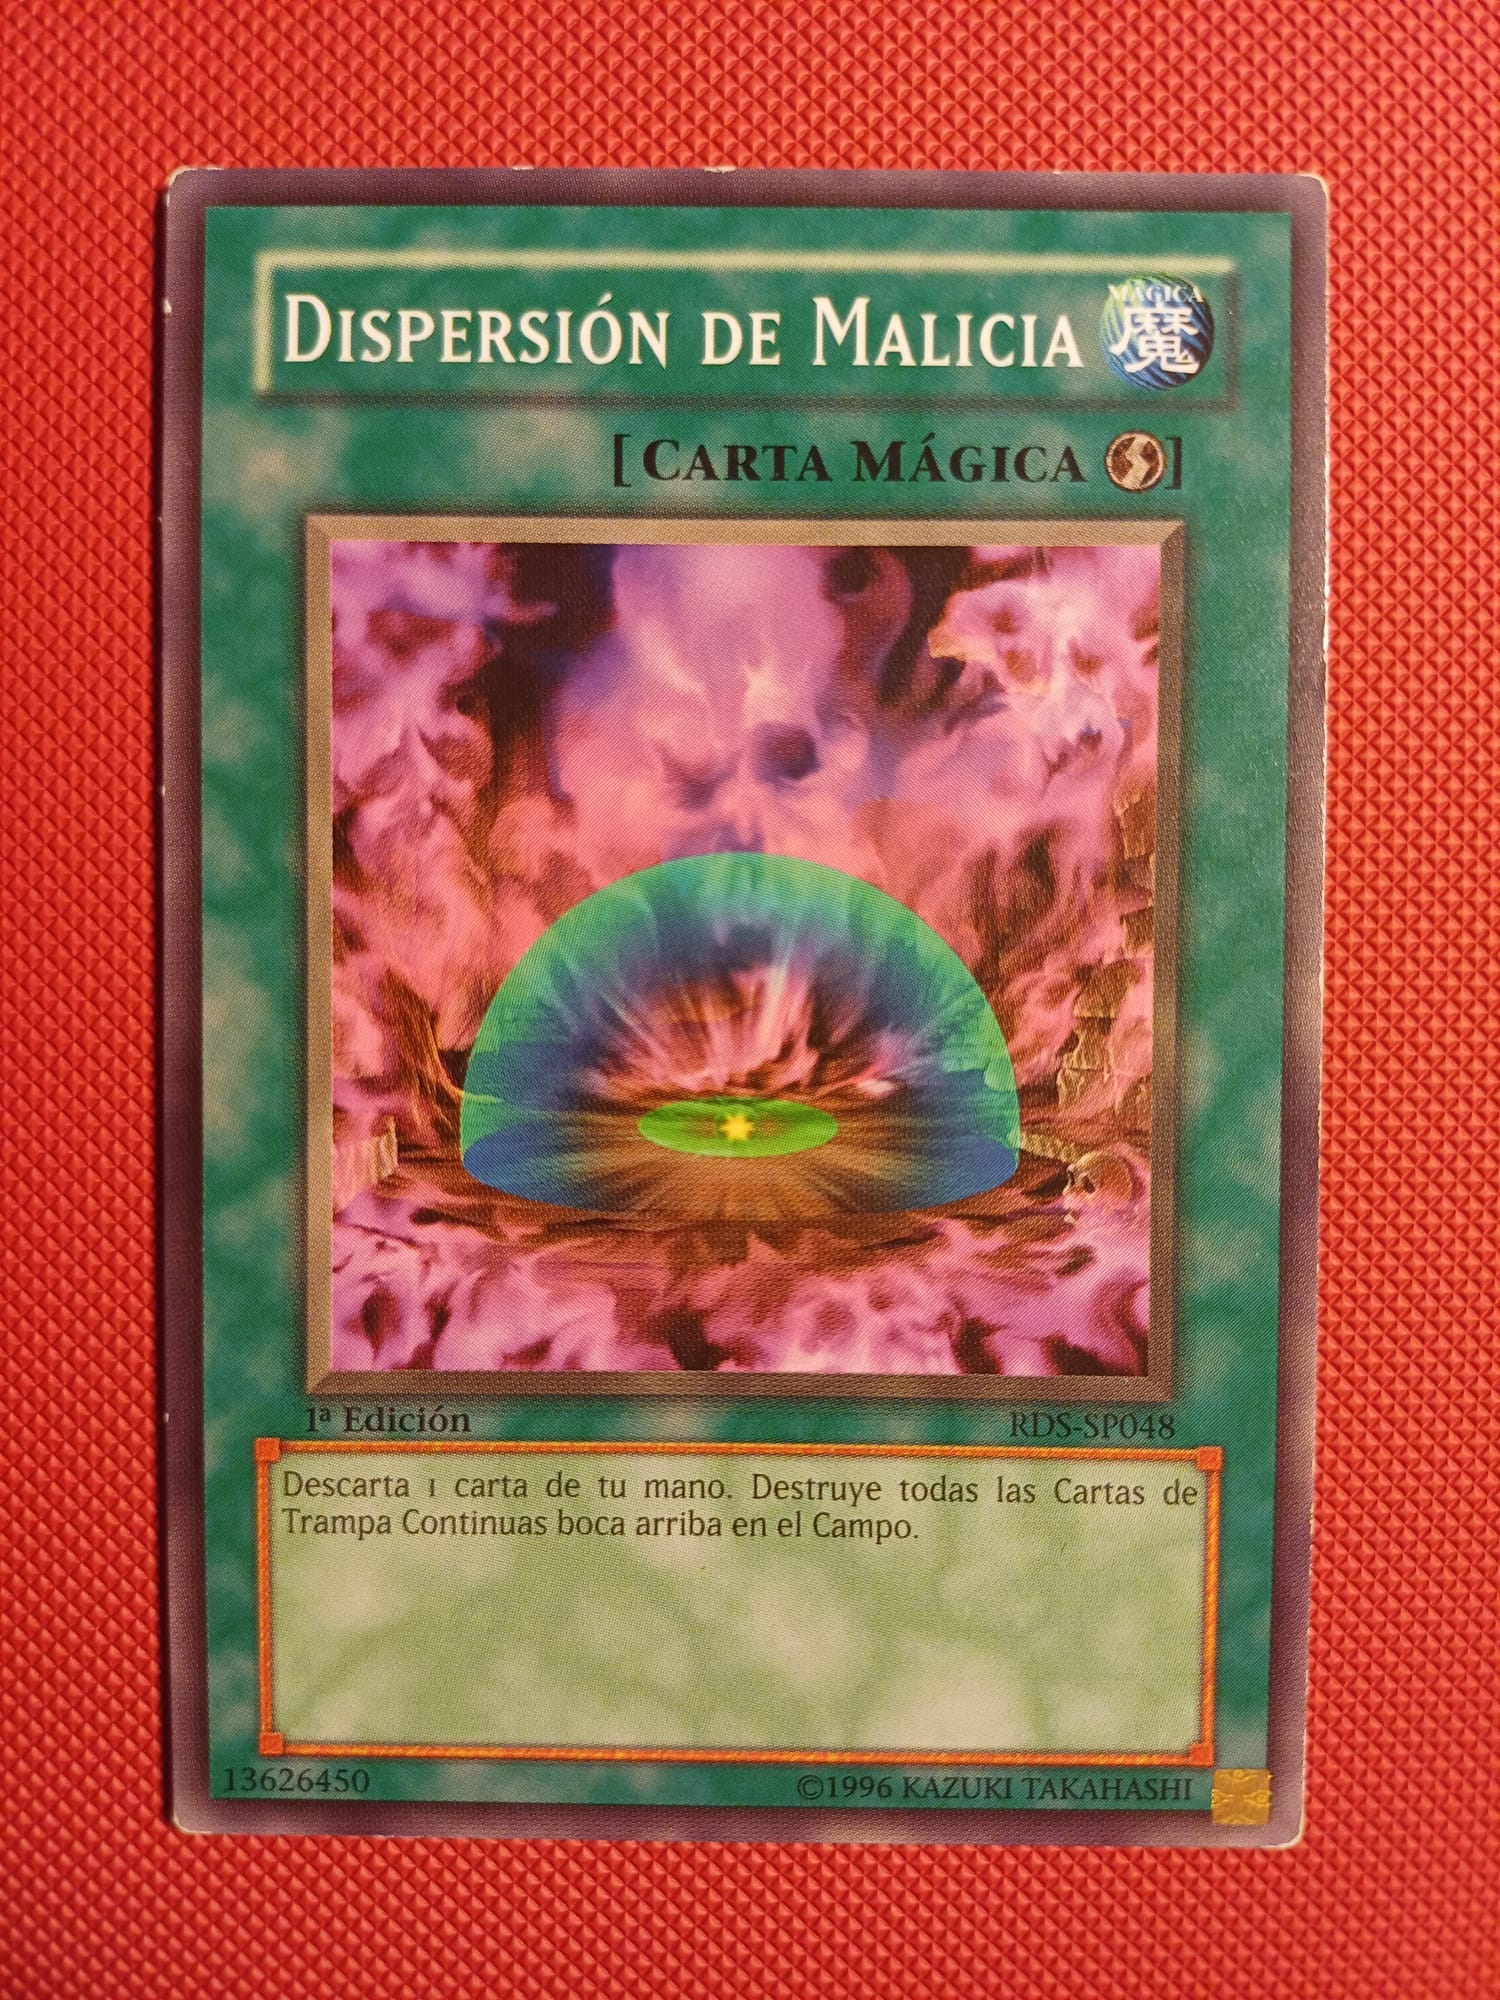 DISPERSIÓN DE MALICIA
MÁGICA
魔
[CARTA MÁGICA]
1ª Edición
RDS-SP048
Descarta 1 carta de tu mano. Destruye todas las Cartas de
Trampa Continuas boca arriba en el Campo.
13626450
©1996 KAZUKI TAKAHASHI